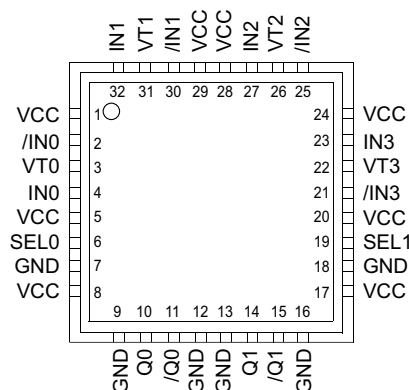 IN1 VT1 /IN1 VCC VCC IN2 VT2 /IN2
32 31 30 29 28 27 26 25
VCC 1 24 VCC
/IN0 2 23 IN3
VT0 3 22 VT3
IN0 4 21 /IN3
VCC 5 20 VCC
SEL0 6 19 SEL1
GND 7 18 GND
VCC 8 17 VCC
9 10 11 12 13 14 15 16
GND Q0 /Q0 GND GND Q1 /Q1 GND